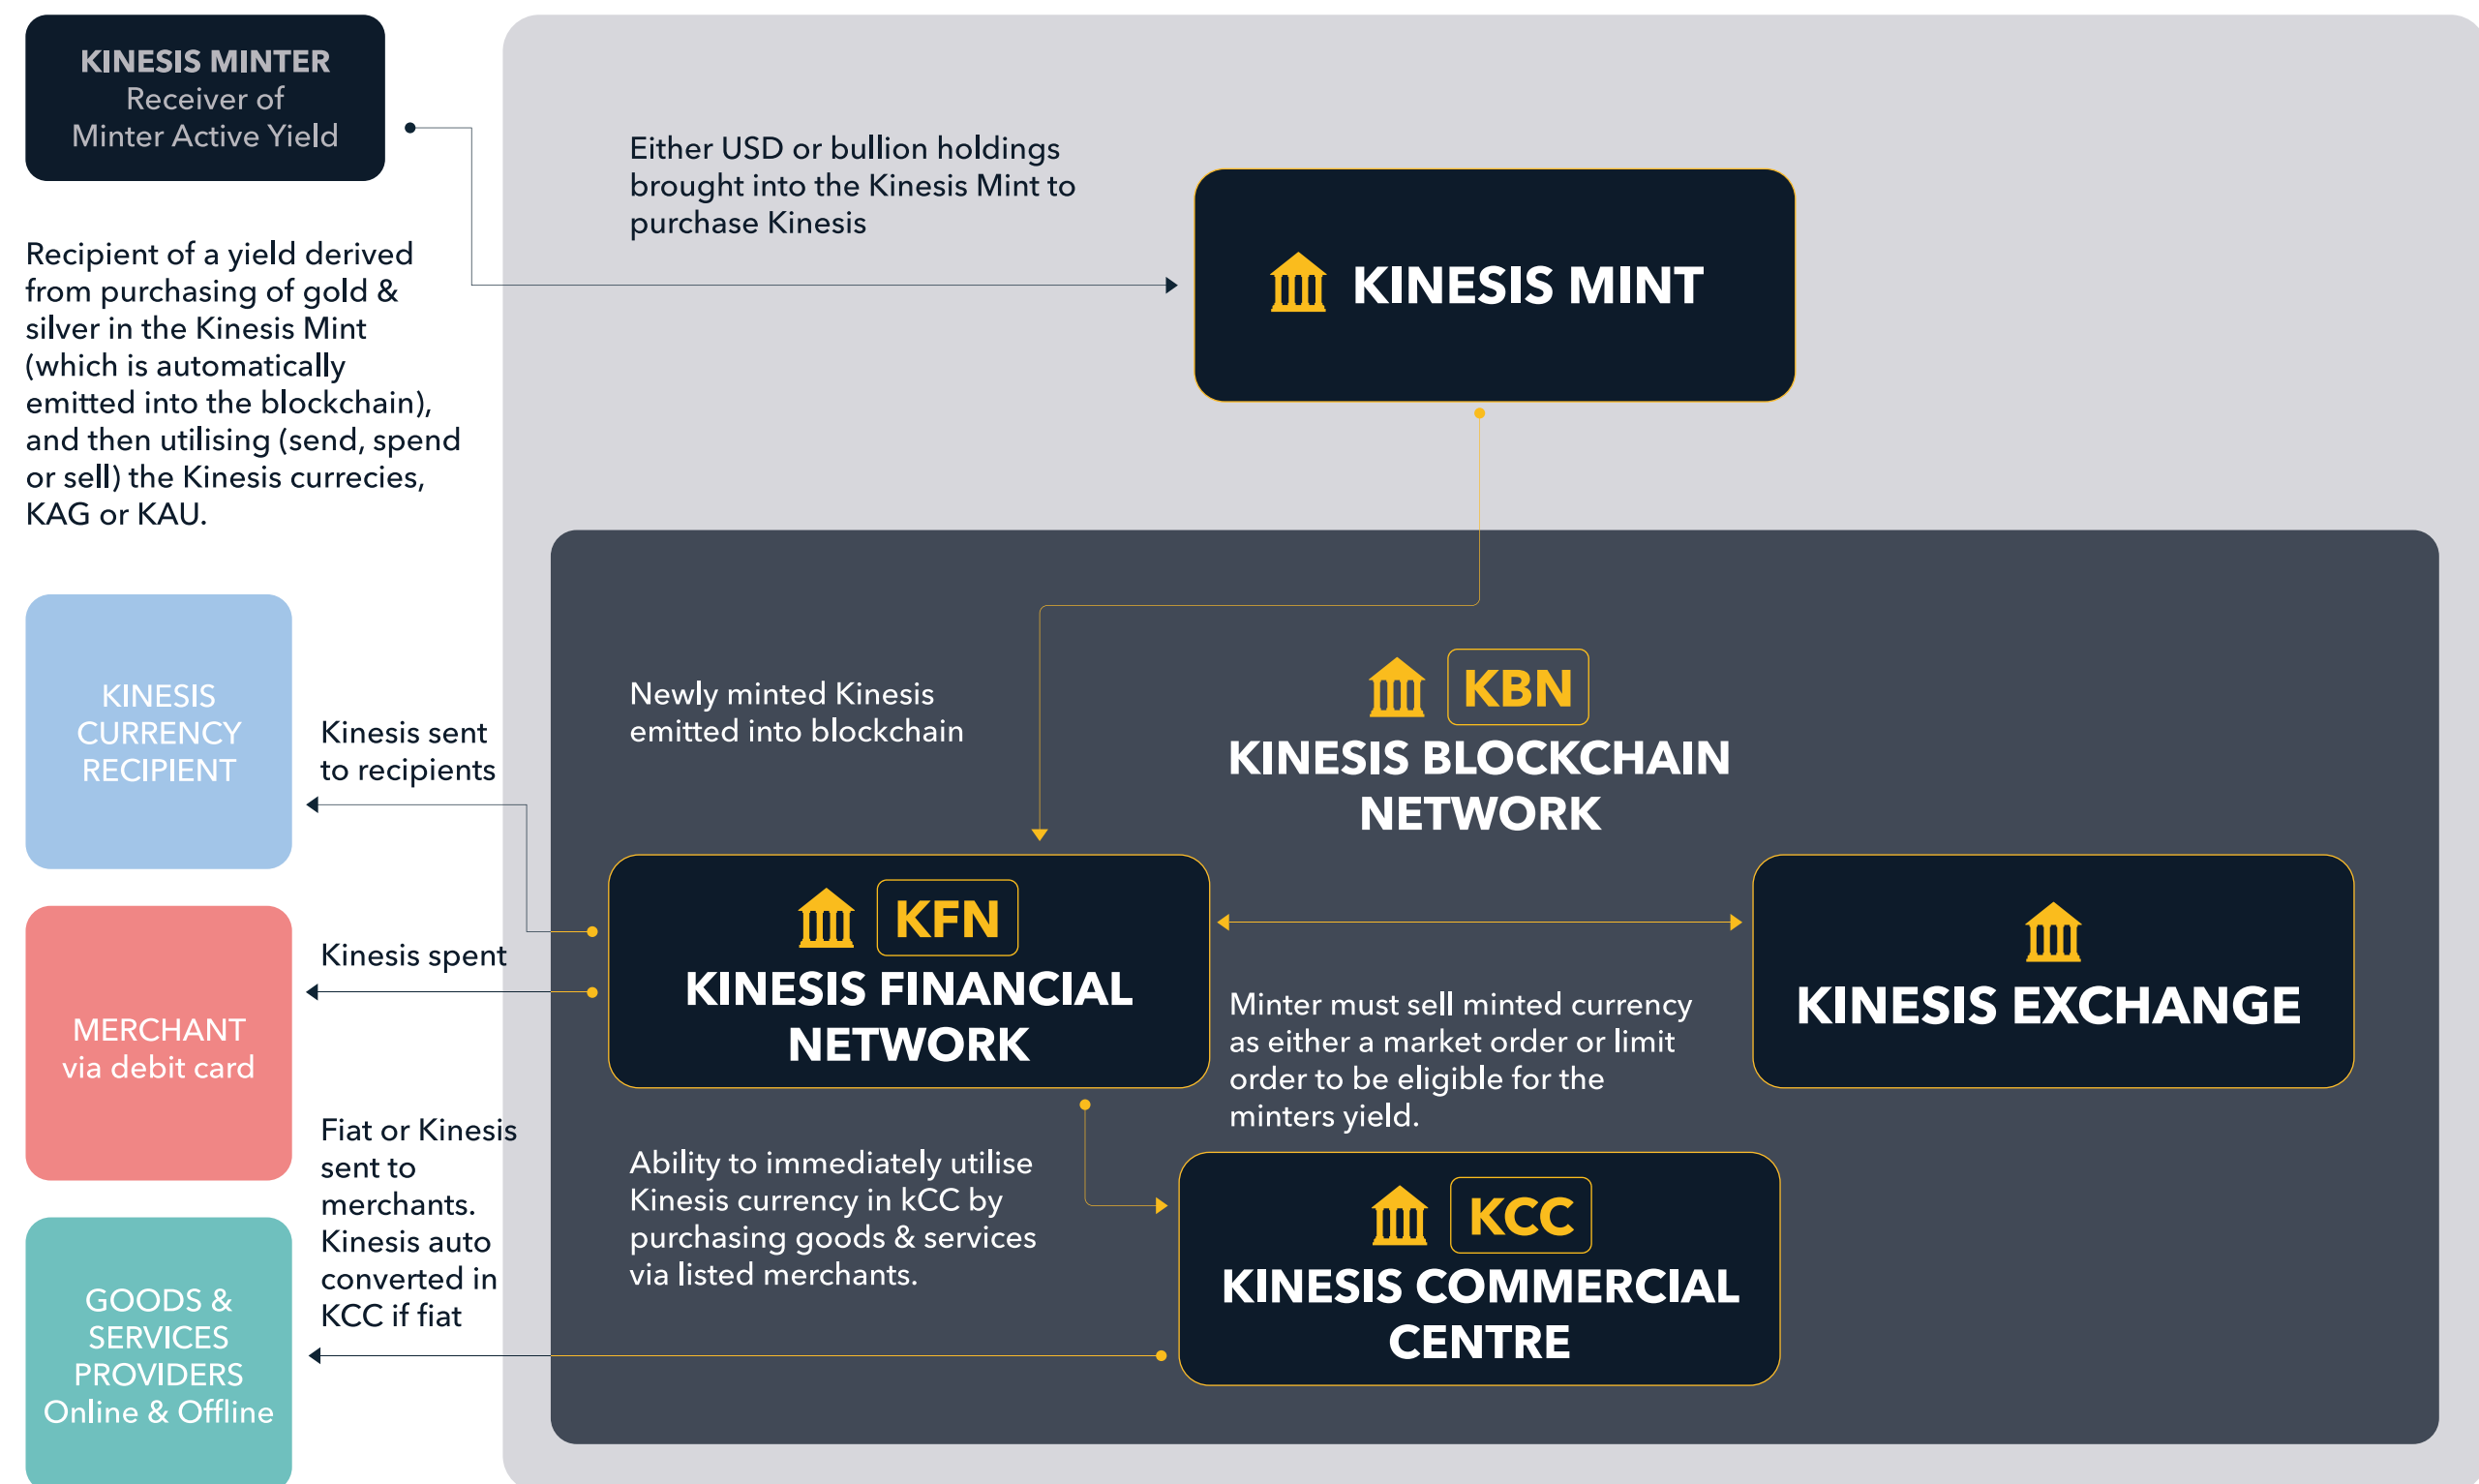 KINESIS MINTER
Receiver of
Minter Active Yield
Recipient of a yield derived
from purchasing of gold &
silver in the Kinesis Mint
(which is automatically
emitted into the blockchain),
and then utilising (send, spend
or sell) the Kinesis currecies,
KAG or KAU.
Either USD or bullion holdings
brought into the Kinesis Mint to
purchase Kinesis
KINESIS MINT
KINESIS
CURRENCY
RECIPIENT
Kinesis sent
to recipients
Newly minted Kinesis
emitted into blockchain
KBN
KINESIS BLOCKCHAIN
NETWORK
MERCHANT
via debit card
Kinesis spent
KFN
KINESIS FINANCIAL
NETWORK
KINESIS EXCHANGE
Minter must sell minted currency
as either a market order or limit
order to be eligible for the
minters yield.
Fiat or Kinesis
sent to
merchants.
Kinesis auto
converted in
KCC if fiat
Ability to immediately utilise
Kinesis currency in kCC by
purchasing goods & services
via listed merchants.
KCC
KINESIS COMMERCIAL
CENTRE
GOODS &
SERVICES
PROVIDERS
Online & Offline